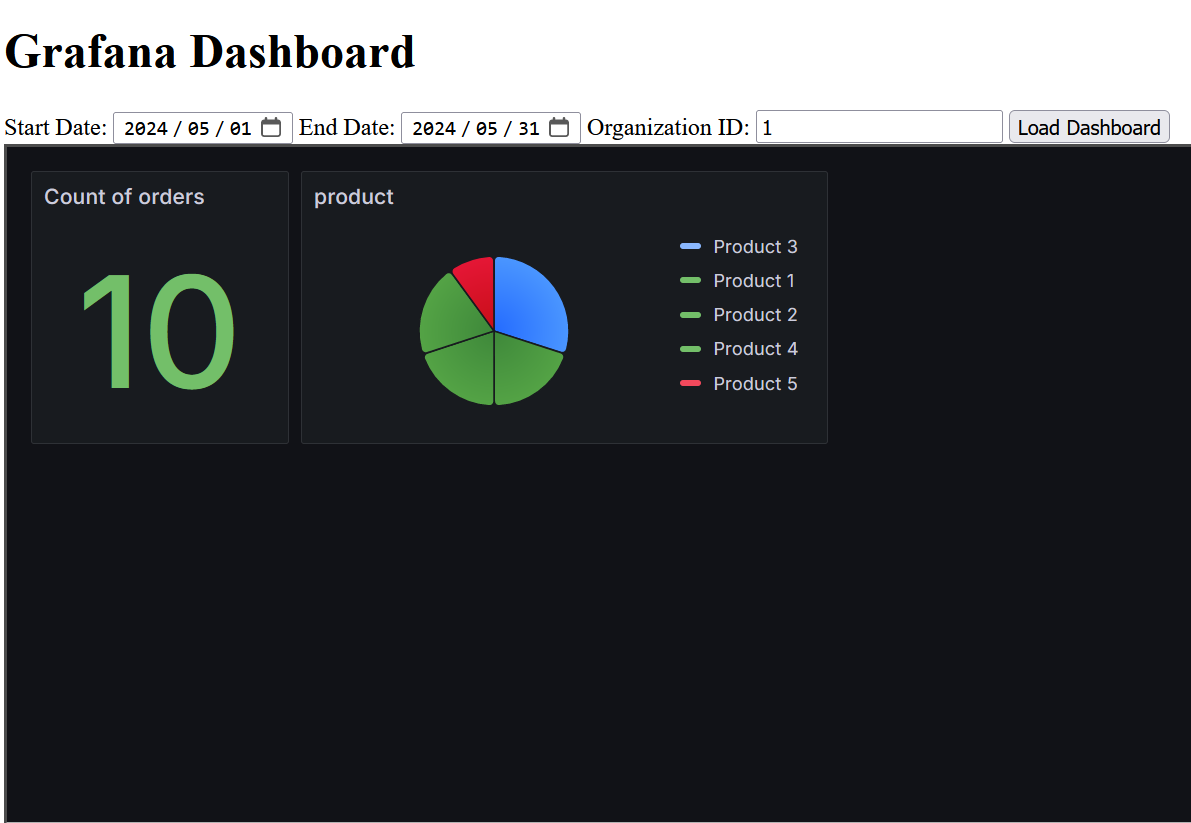 Grafana Dashboard
Start Date: 2024 / 05 / 01 End Date: 2024 / 05 / 31 Organization ID: 1 Load Dashboard
Count of orders
10
product
Product 3
Product 1
Product 2
Product 4
Product 5